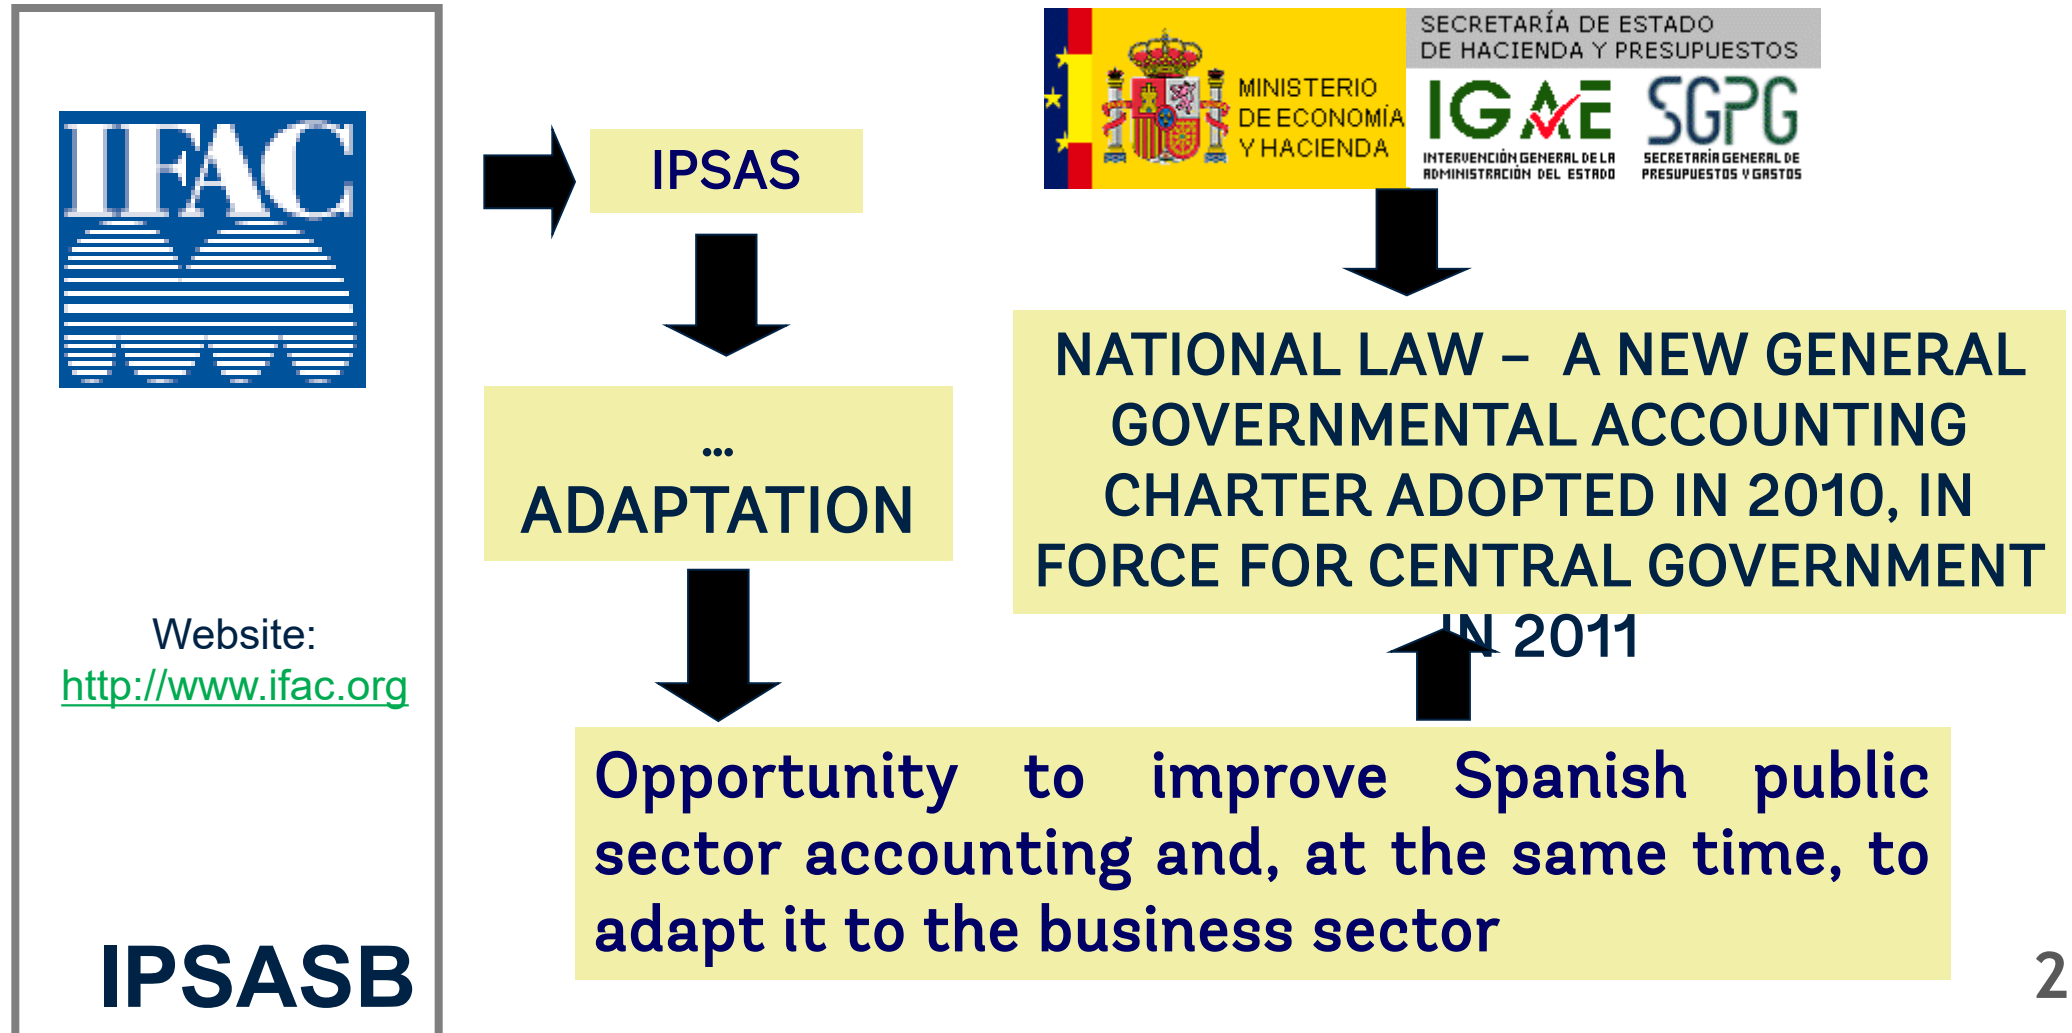 IFAC
Website:
http://www.ifac.org
IPSASB
IPSAS
...
ADAPTATION
MINISTERIO
DE ECONOMÍA
Y HACIENDA
SECRETARÍA DE ESTADO
DE HACIENDA Y PRESUPUESTOS
IGAE
INTERVENCIÓN GENERAL DE LA
ADMINISTRACIÓN DEL ESTADO
SGPG
SECRETARÍA GENERAL DE
PRESUPUESTOS Y GASTOS
NATIONAL LAW – A NEW GENERAL
GOVERNMENTAL ACCOUNTING
CHARTER ADOPTED IN 2010, IN
FORCE FOR CENTRAL GOVERNMENT
IN 2011
Opportunity to improve Spanish public
sector accounting and, at the same time, to
adapt it to the business sector
2